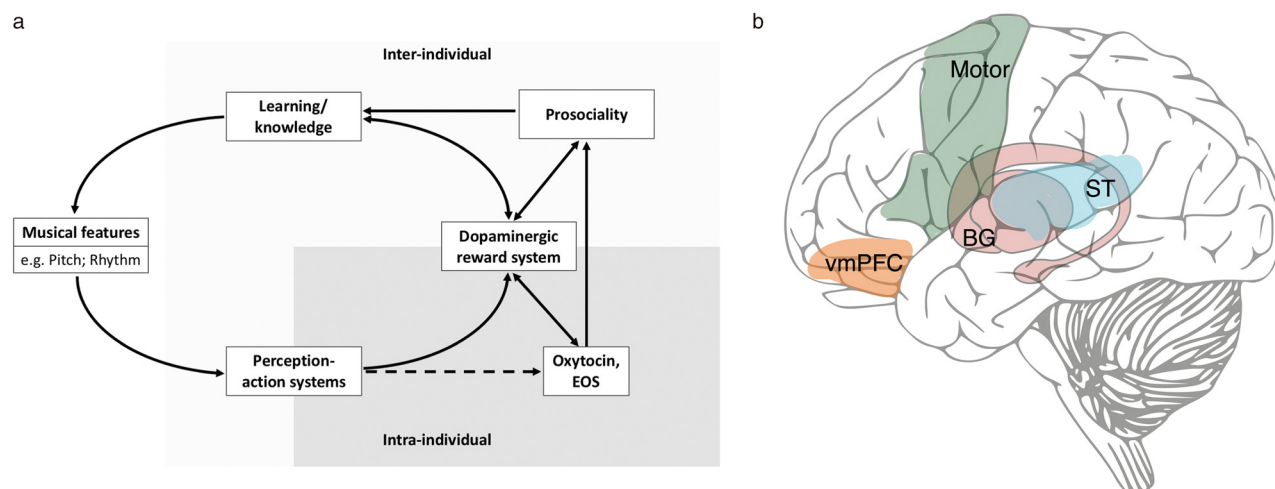 a
Inter-individual
Learning/
knowledge
Prosociality
Musical features
e.g. Pitch; Rhythm
Dopaminergic
reward system
Perception-
action systems
Oxytocin,
EOS
Intra-individual
b
Motor
ST
BG
vmPFC